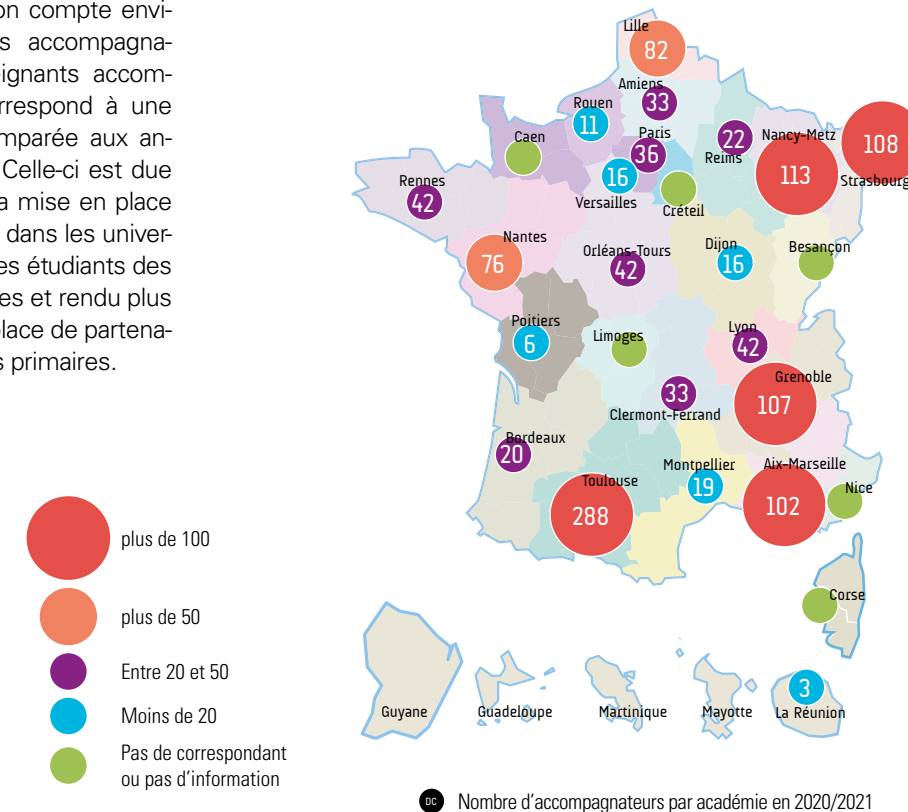 on compte envi-
s accompagna-
eignants accom-
rrespond à une
mparée aux an-
Celle-ci est due
a mise en place
dans les univer-
es étudiants des
es et rendu plus
place de partena-
s primaires.
plus de 100
plus de 50
Entre 20 et 50
Moins de 20
Pas de correspondant
ou pas d'information
Lille
82
Amiens
33
Rouen
11
Caen
Paris
36
22
Reims
Nancy-Metz
113
108
Strasbourg
16
Versailles
Créteil
Rennes
42
Nantes
76
Orléans-Tours
42
Dijon
16
Besançon
Poitiers
6
Limoges
Lyon
42
Grenoble
107
33
Clermont-Ferrand
Bordeaux
20
Toulouse
288
Montpellier
19
Aix-Marseille
102
Nice
Corse
Guyane
Guadeloupe
Martinique
Mayotte
3
La Réunion
DC Nombre d'accompagnateurs par académie en 2020/2021